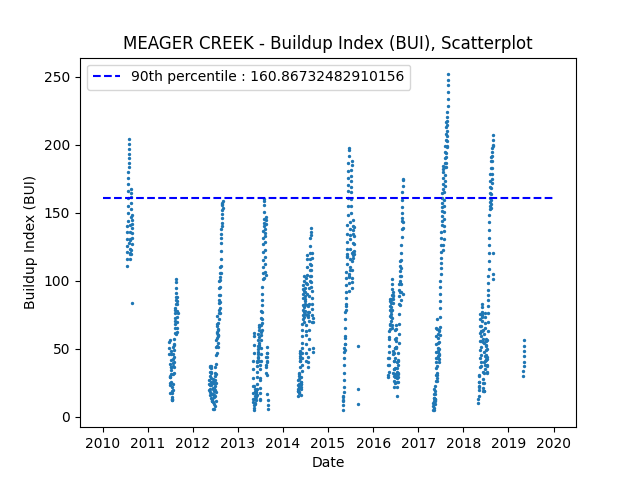 MEAGER CREEK - Buildup Index (BUI), Scatterplot
90th percentile : 160.86732482910156
250
200
150
100
50
0
Buildup Index (BUI)
2010 2011 2012 2013 2014 2015 2016 2017 2018 2019 2020
Date